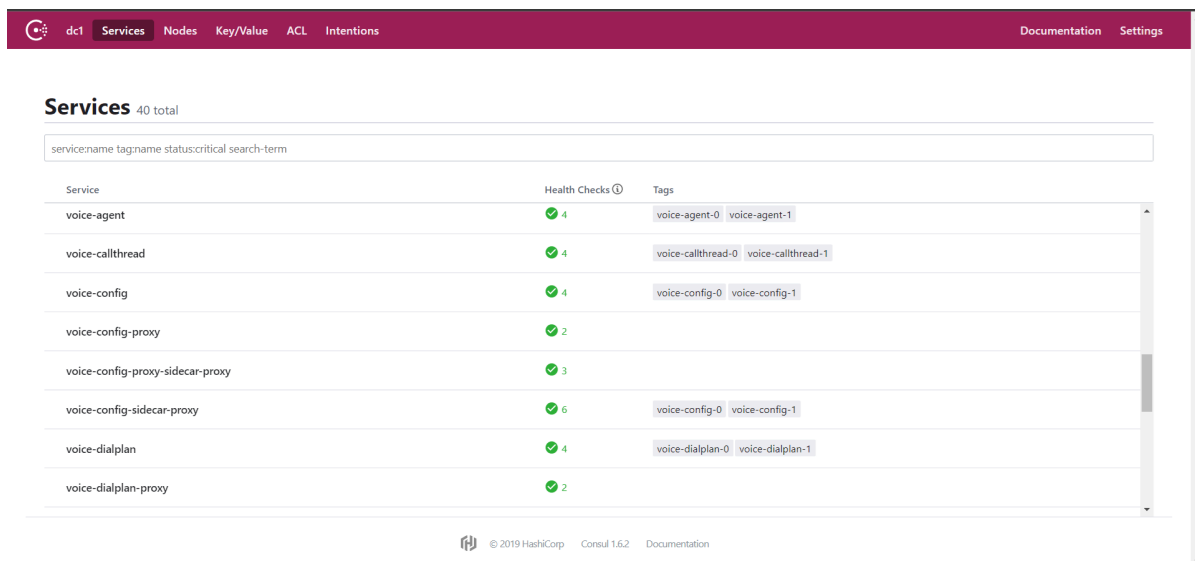 dc1 Services Nodes Key/Value ACL Intentions Documentation Settings
Services 40 total
service:name tag:name status:critical search-term
Service Health Checks Tags
voice-agent 4 voice-agent-0 voice-agent-1
voice-callthread 4 voice-callthread-0 voice-callthread-1
voice-config 4 voice-config-0 voice-config-1
voice-config-proxy 2
voice-config-proxy-sidecar-proxy 3
voice-config-sidecar-proxy 6 voice-config-0 voice-config-1
voice-dialplan 4 voice-dialplan-0 voice-dialplan-1
voice-dialplan-proxy 2
© 2019 HashiCorp Consul 1.6.2 Documentation